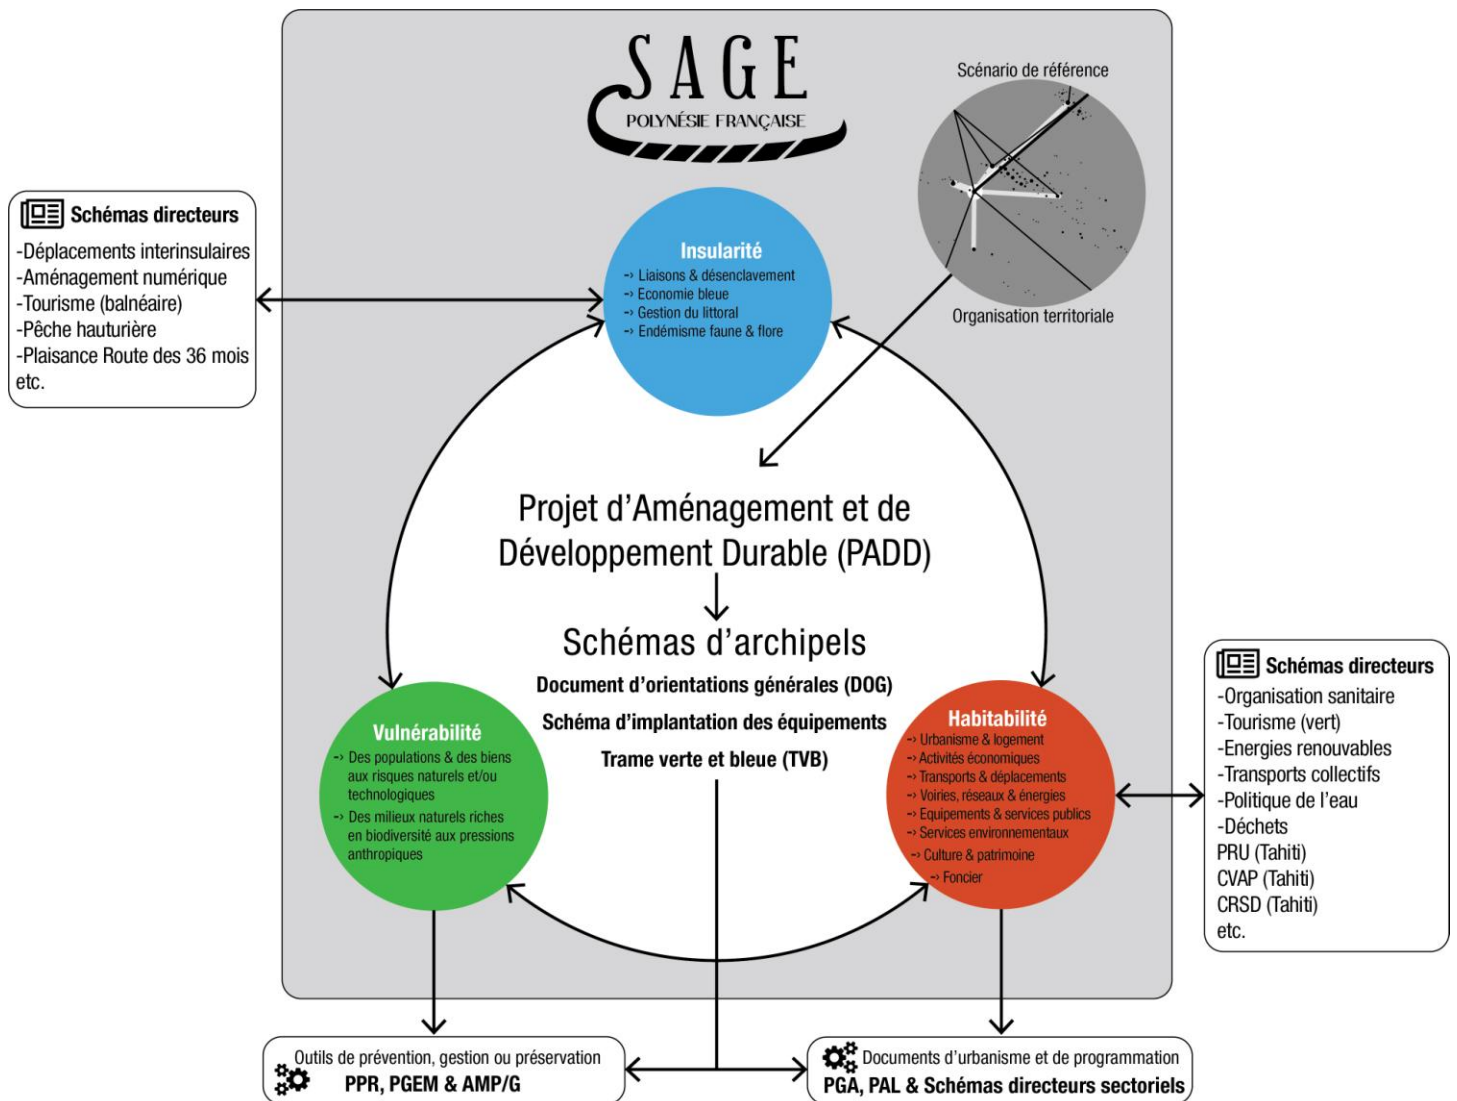 SAGE
POLYNÉSIE FRANÇAISE
Scénario de référence
Organisation territoriale
Schémas directeurs
-Déplacements interinsulaires
-Aménagement numérique
-Tourisme (balnéaire)
-Pêche hauturière
-Plaisance Route des 36 mois
etc.
Insularité
-> Liaisons & désenclavement
-> Economie bleue
-> Gestion du littoral
-> Endémisme faune & flore
Projet d'Aménagement et de
Développement Durable (PADD)
Schémas d'archipels
Document d'orientations générales (DOG)
Schéma d'implantation des équipements
Trame verte et bleue (TVB)
Vulnérabilité
-> Des populations & des biens
aux risques naturels et/ou
technologiques
-> Des milieux naturels riches
en biodiversité aux pressions
anthropiques
Habitabilité
-> Urbanisme & logement
-> Activités économiques
-> Transports & déplacements
-> Voiries, réseaux & énergies
-> Equipements & services publics
-> Services environnementaux
-> Culture & patrimoine
-> Foncier
Schémas directeurs
-Organisation sanitaire
-Tourisme (vert)
-Energies renouvables
-Transports collectifs
-Politique de l'eau
-Déchets
PRU (Tahiti)
CVAP (Tahiti)
CRSD (Tahiti)
etc.
Outils de prévention, gestion ou préservation
PPR, PGEM & AMP/G
Documents d'urbanisme et de programmation
PGA, PAL & Schémas directeurs sectoriels